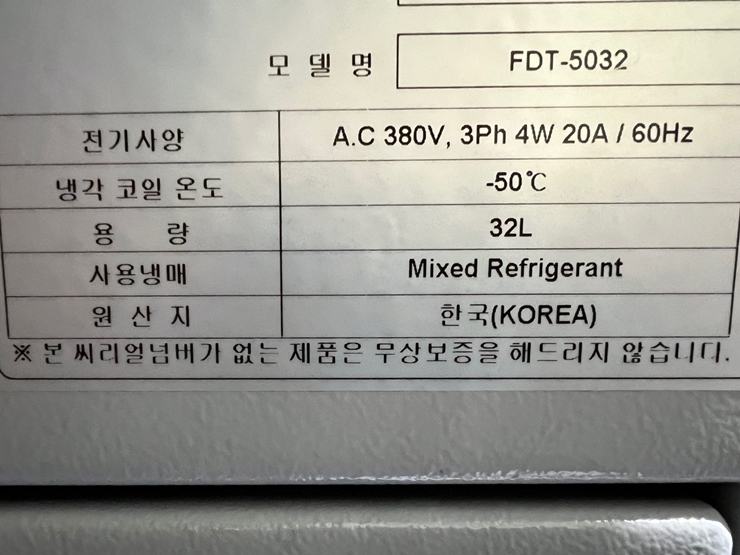 모 델 명 FDT-5032
전기사양 A.C 380V, 3Ph 4W 20A / 60Hz
냉각 코일 온도 -50℃
용 량 32L
사용냉매 Mixed Refrigerant
원 산 지 한국(KOREA)
※ 본 씨리얼넘버가 없는 제품은 무상보증을 해드리지 않습니다.